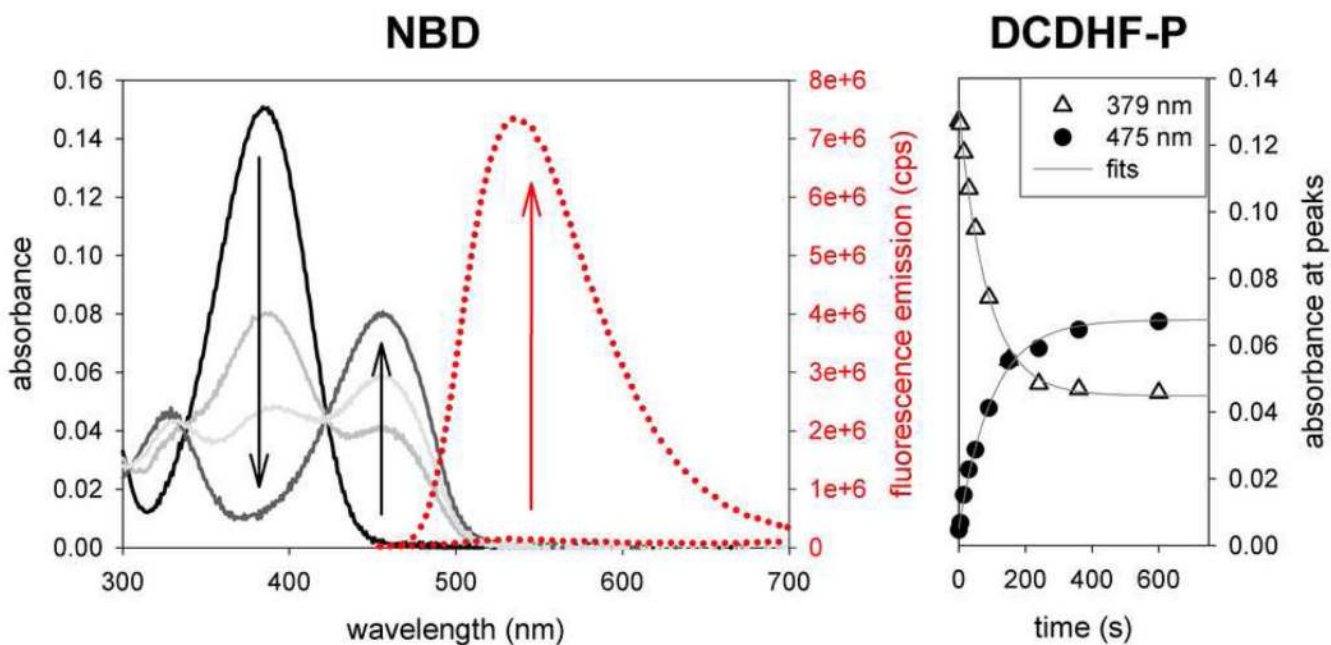 NBD
DCDHF-P
0.16
0.14
0.12
0.10
0.08
0.06
0.04
0.02
0.00
absorbance
300
400
500
600
700
wavelength (nm)
8e+6
7e+6
6e+6
5e+6
4e+6
3e+6
2e+6
1e+6
0
fluorescence emission (cps)
379 nm
475 nm
fits
0.14
0.12
0.10
0.08
0.06
0.04
0.02
0.00
absorbance at peaks
0
200
400
600
time (s)